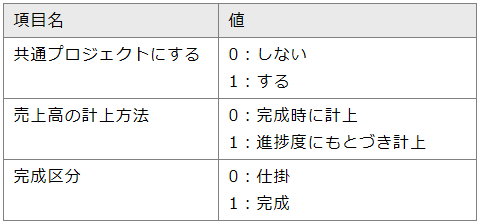 項目名 値
共通プロジェクトにする 0：しない
1：する
売上高の計上方法 0：完成時に計上
1：進捗度にもとづき計上
完成区分 0：仕掛
1：完成